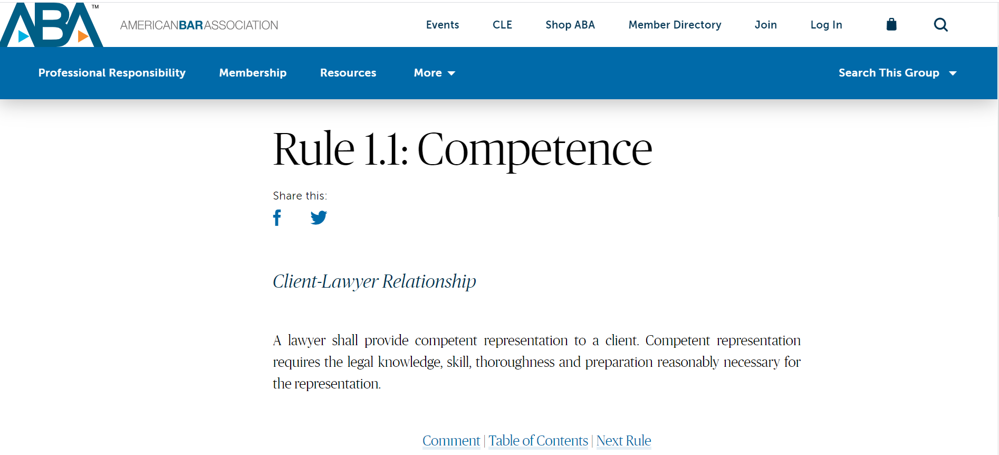 ABA™
AMERICANBARASSOCIATION
Events CLE Shop ABA Member Directory Join Log In
Professional Responsibility Membership Resources More Search This Group
Rule 1.1: Competence
Share this:
Client-Lawyer Relationship
A lawyer shall provide competent representation to a client. Competent representation
requires the legal knowledge, skill, thoroughness and preparation reasonably necessary for
the representation.
Comment | Table of Contents | Next Rule